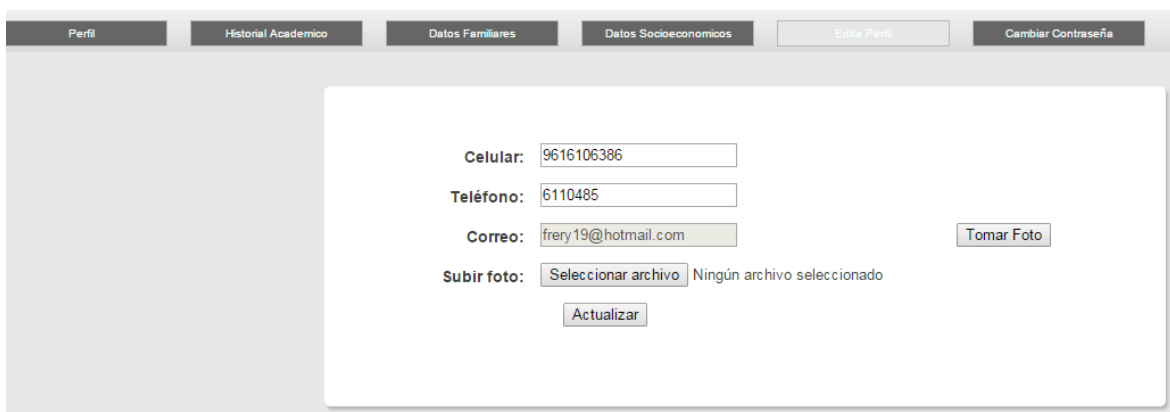 Perfil Historial Academico Datos Familiares Datos Socioeconomicos Edita Perfil Cambiar Contraseña
Celular: 9616106386
Teléfono: 6110485
Correo: frery19@hotmail.com Tomar Foto
Subir foto: Seleccionar archivo Ningún archivo seleccionado
Actualizar